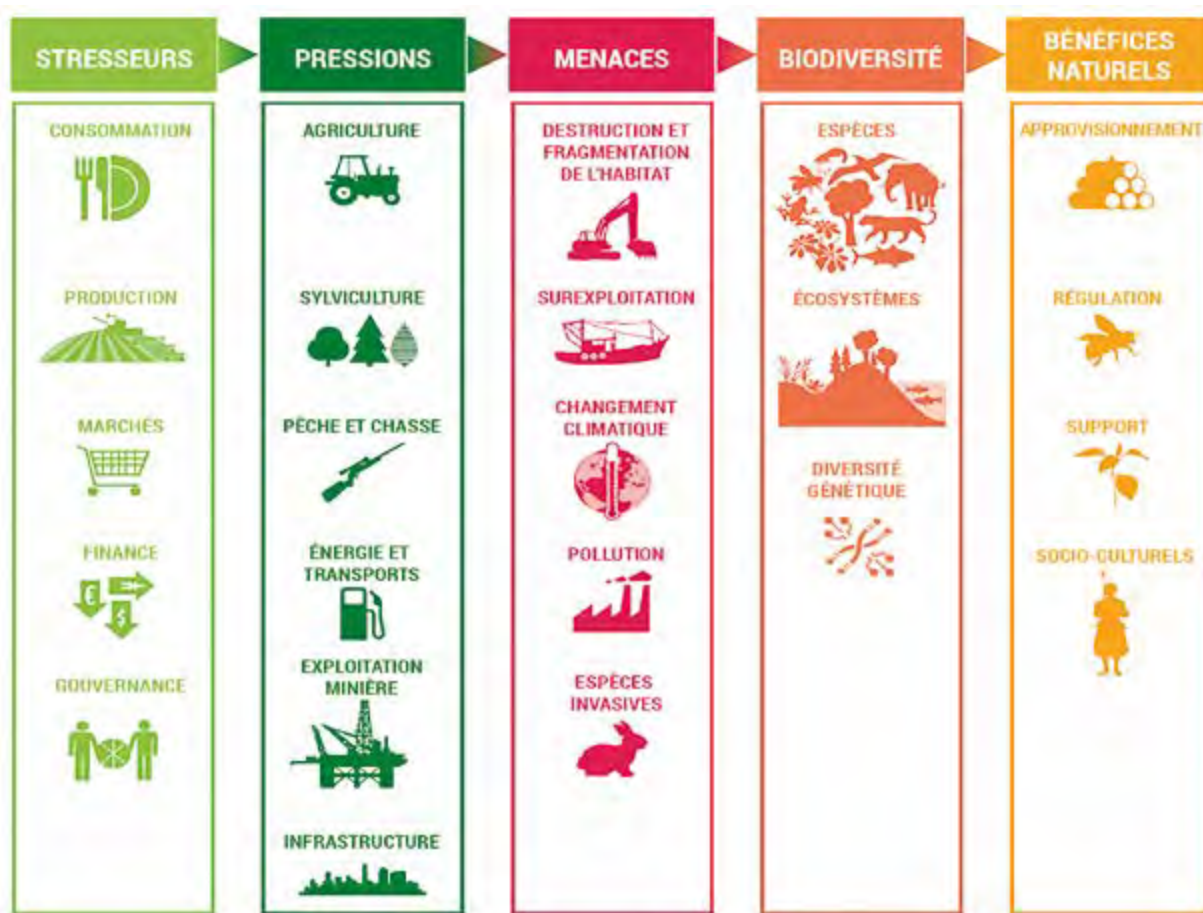 STRESSEURS
PRESSIONS
MENACES
BIODIVERSITÉ
BÉNÉFICES
NATURELS
CONSOMMATION
PRODUCTION
MARCHÉS
FINANCE
€
$
GOUVERNANCE
AGRICULTURE
SYLVICULTURE
PÊCHE ET CHASSE
ÉNERGIE ET
TRANSPORTS
EXPLOITATION
MINIÈRE
INFRASTRUCTURE
DESTRUCTION ET
FRAGMENTATION
DE L'HABITAT
SUREXPLOITATION
CHANGEMENT
CLIMATIQUE
POLLUTION
ESPÈCES
INVASIVES
ESPÈCES
ÉCOSYSTÈMES
DIVERSITÉ
GÉNÉTIQUE
APPROVISIONNEMENT
RÉGULATION
SUPPORT
SOCIO-CULTURELS